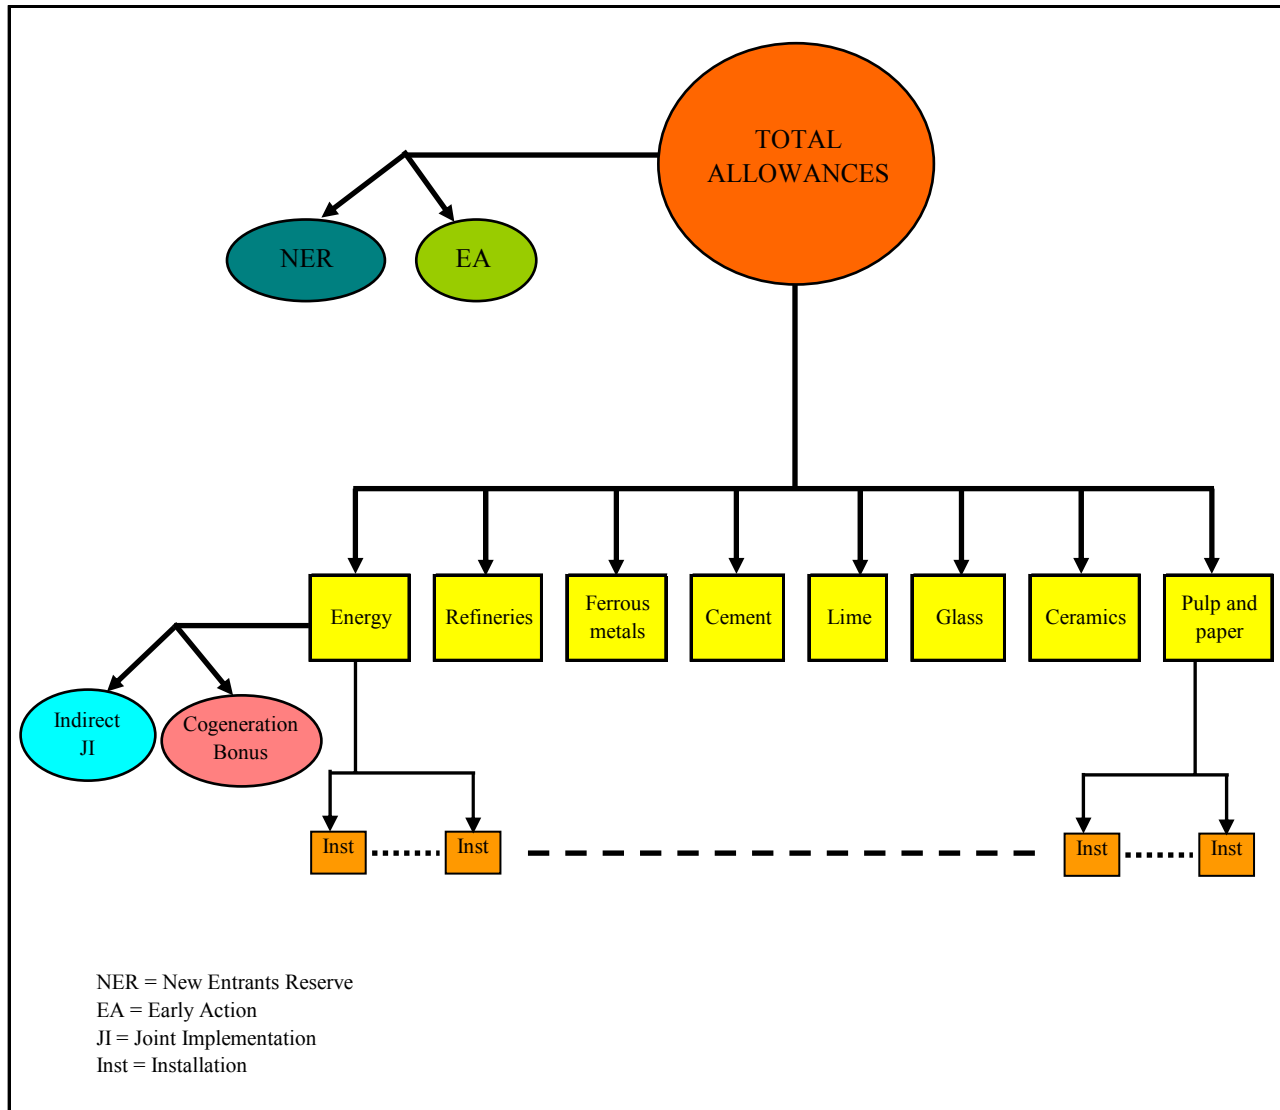 TOTAL
ALLOWANCES
NER
EA
Energy
Refineries
Ferrous
metals
Cement
Lime
Glass
Ceramics
Pulp and
paper
Indirect
JI
Cogeneration
Bonus
Inst
Inst
Inst
Inst
NER = New Entrants Reserve
EA = Early Action
JI = Joint Implementation
Inst = Installation